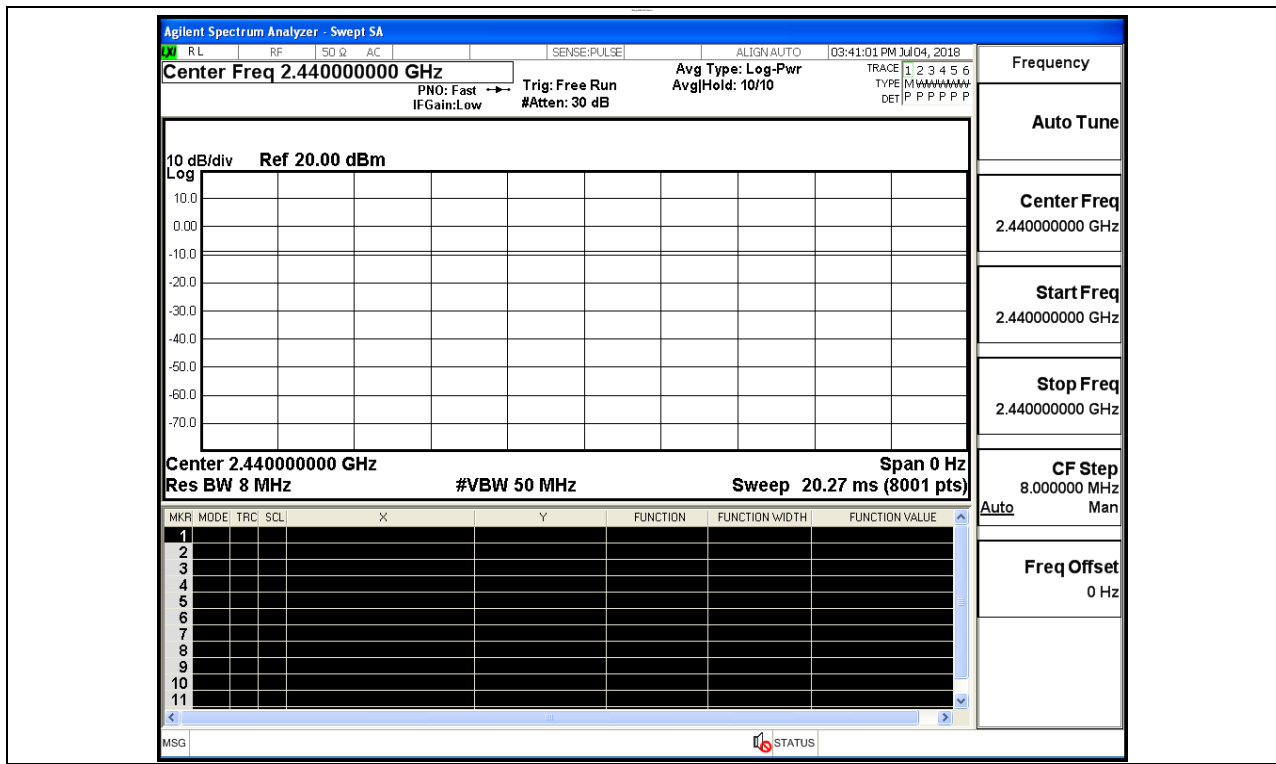 Agilent Spectrum Analyzer - Swept SA
LXI RL RF 50 Ω AC SENSE:PULSE ALIGN AUTO 03:41:01 PM Jul 04, 2018
Center Freq 2.440000000 GHz
PNO: Fast
IFGain:Low
Trig: Free Run
#Atten: 30 dB
Avg Type: Log-Pwr
Avg|Hold: 10/10
TRACE 1 2 3 4 5 6
TYPE M WWWWW
DET P P P P P P
10 dB/div Ref 20.00 dBm
Log
10.0
0.00
-10.0
-20.0
-30.0
-40.0
-50.0
-60.0
-70.0
Center 2.440000000 GHz Span 0 Hz
Res BW 8 MHz #VBW 50 MHz Sweep 20.27 ms (8001 pts)
MKR MODE TRC SCL X Y FUNCTION FUNCTION WIDTH FUNCTION VALUE
1
2
3
4
5
6
7
8
9
10
11
MSG STATUS
Frequency
Auto Tune
Center Freq
2.440000000 GHz
Start Freq
2.440000000 GHz
Stop Freq
2.440000000 GHz
CF Step
8.000000 MHz
Auto Man
Freq Offset
0 Hz